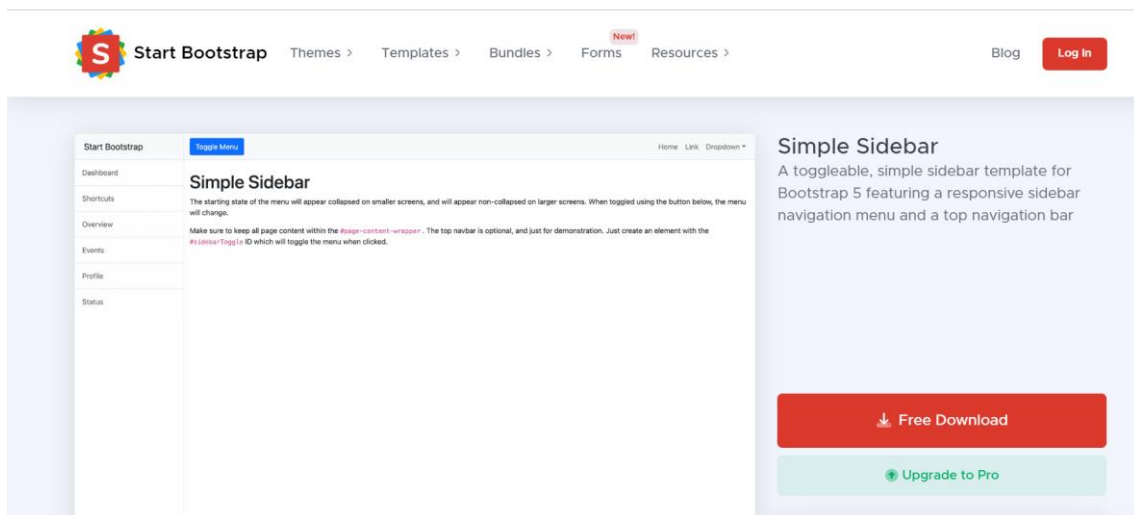 New!
S Start Bootstrap Themes > Templates > Bundles > Forms Resources > Blog Log In
Start Bootstrap Toggle Menu Home Link Dropdown
Dashboard
Shortcuts
Overview
Events
Profile
Status
Simple Sidebar
The starting state of the menu will appear collapsed on smaller screens, and will appear non-collapsed on larger screens. When toggled using the button below, the menu
will change.
Make sure to keep all page content within the #page-content-wrapper . The top navbar is optional, and just for demonstration. Just create an element with the
#sidebarToggle ID which will toggle the menu when clicked.
Simple Sidebar
A toggleable, simple sidebar template for
Bootstrap 5 featuring a responsive sidebar
navigation menu and a top navigation bar
Free Download
Upgrade to Pro